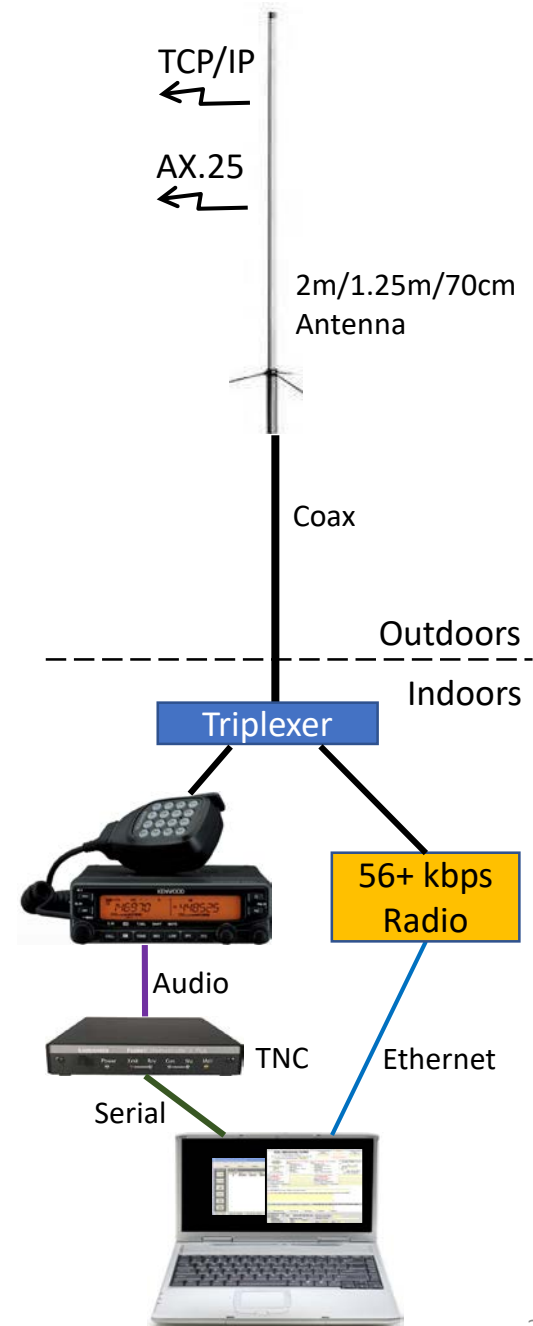 TCP/IP
AX.25
2m/1.25m/70cm
Antenna
Coax
Outdoors
Indoors
Triplexer
KENWOOD
56+ kbps
Radio
Audio
TNC
Ethernet
Serial